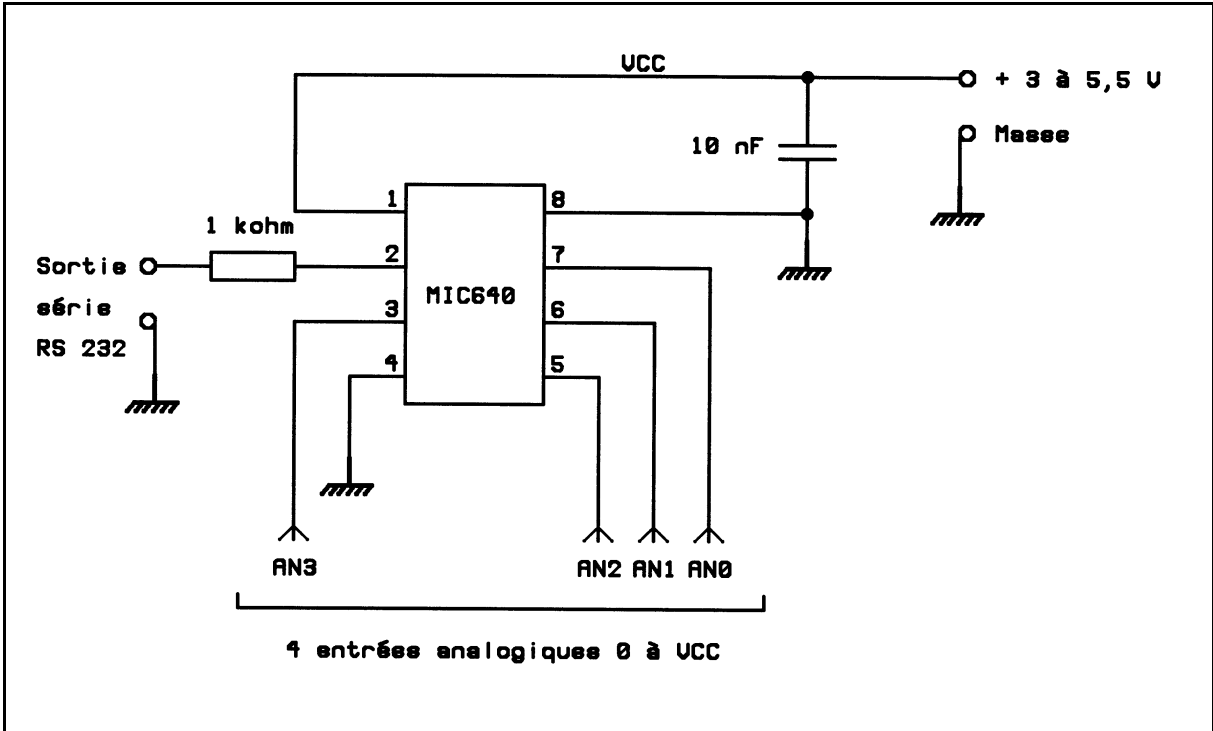 VCC
+ 3 à 5,5 V
10 nF
Masse
1 8
1 kohm
2 7
Sortie
MIC640
série
3 6
RS 232
4 5
AN3 AN2 AN1 AN0
4 entrées analogiques 0 à VCC